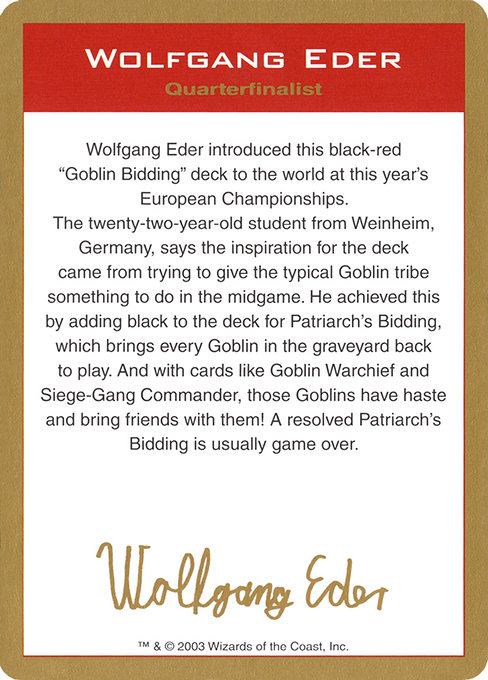 Wolfgang Eder
Quarterfinalist
Wolfgang Eder introduced this black-red
“Goblin Bidding” deck to the world at this year’s
European Championships.
The twenty-two-year-old student from Weinheim,
Germany, says the inspiration for the deck
came from trying to give the typical Goblin tribe
something to do in the midgame. He achieved this
by adding black to the deck for Patriarch’s Bidding,
which brings every Goblin in the graveyard back
to play. And with cards like Goblin Warchief and
Siege-Gang Commander, those Goblins have haste
and bring friends with them! A resolved Patriarch’s
Bidding is usually game over.
Wolfgang Eder
™ & © 2003 Wizards of the Coast, Inc.